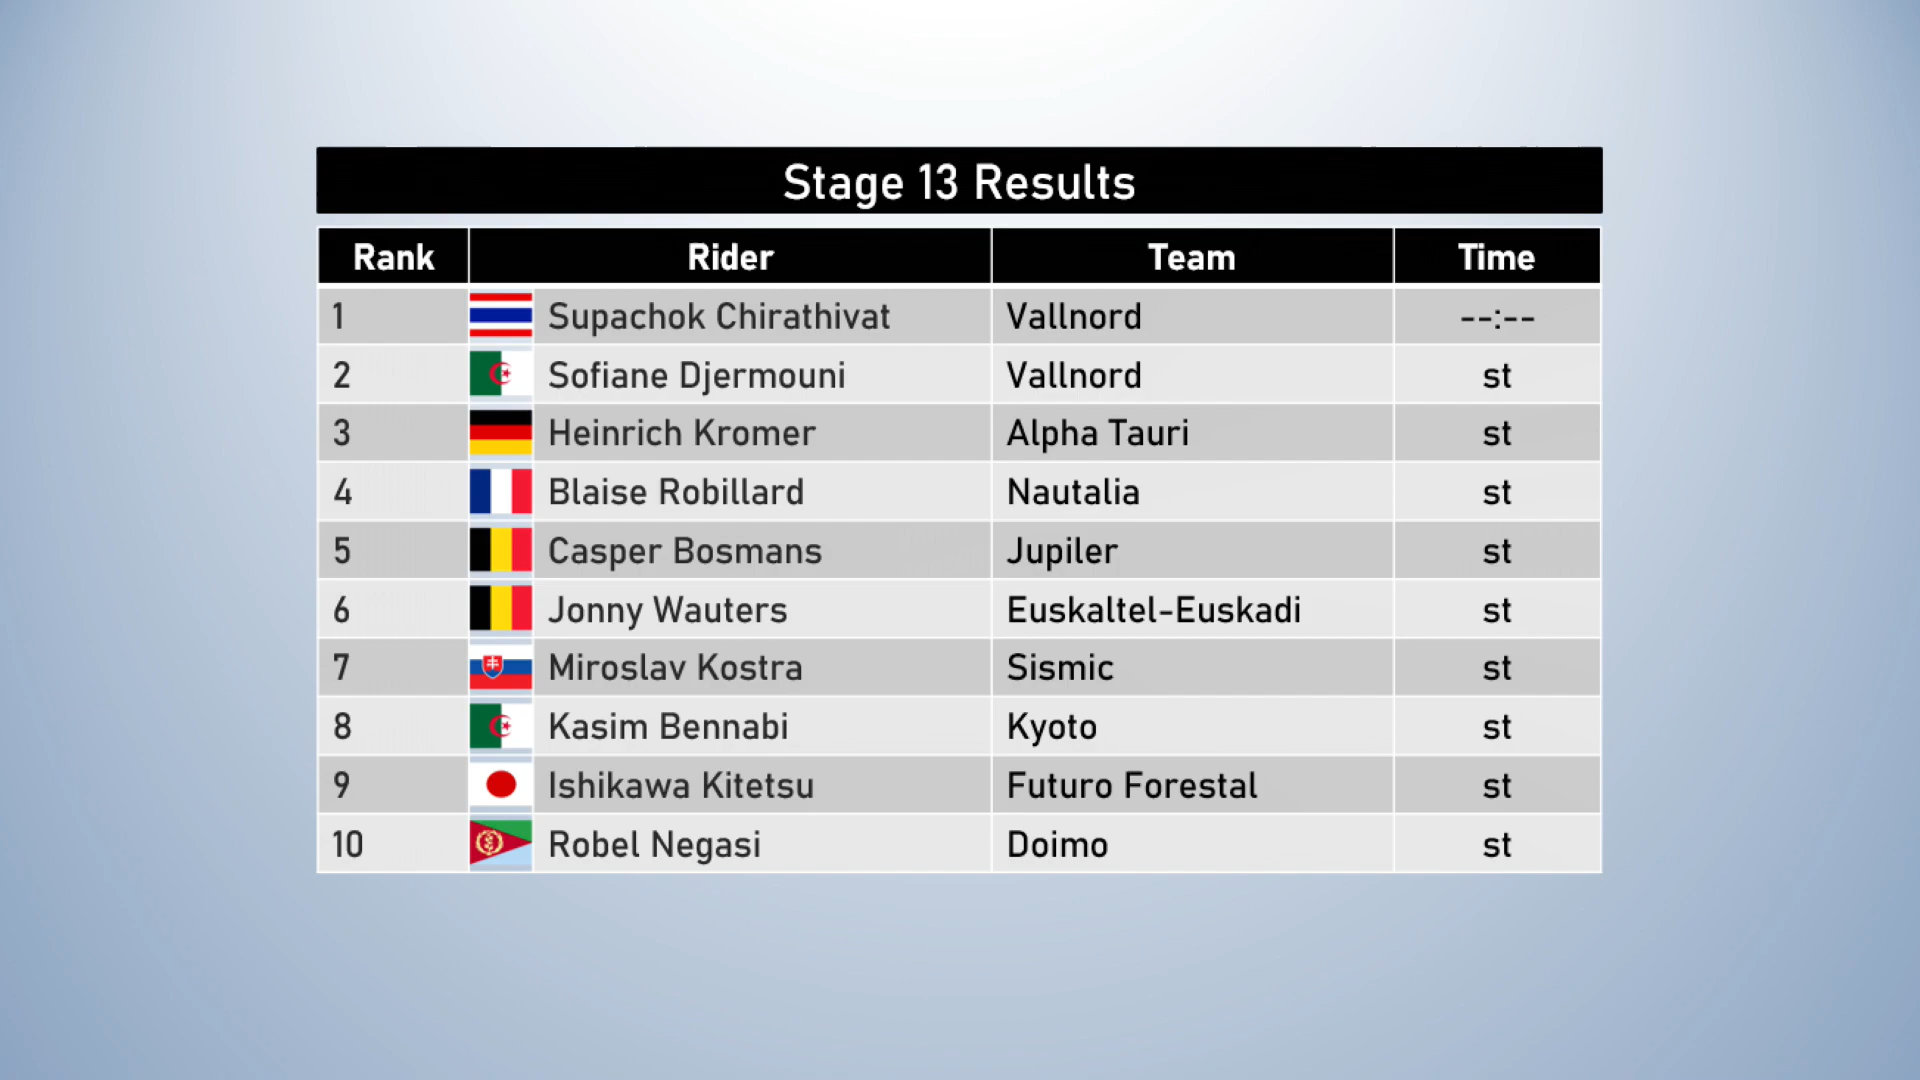 Stage 13 Results
Rank Rider Team Time
1 Supachok Chirathivat Vallnord --:--
2 Sofiane Djermouni Vallnord st
3 Heinrich Kromer Alpha Tauri st
4 Blaise Robillard Nautalia st
5 Casper Bosmans Jupiler st
6 Jonny Wauters Euskaltel-Euskadi st
7 Miroslav Kostra Sismic st
8 Kasim Bennabi Kyoto st
9 Ishikawa Kitetsu Futuro Forestal st
10 Robel Negasi Doimo st